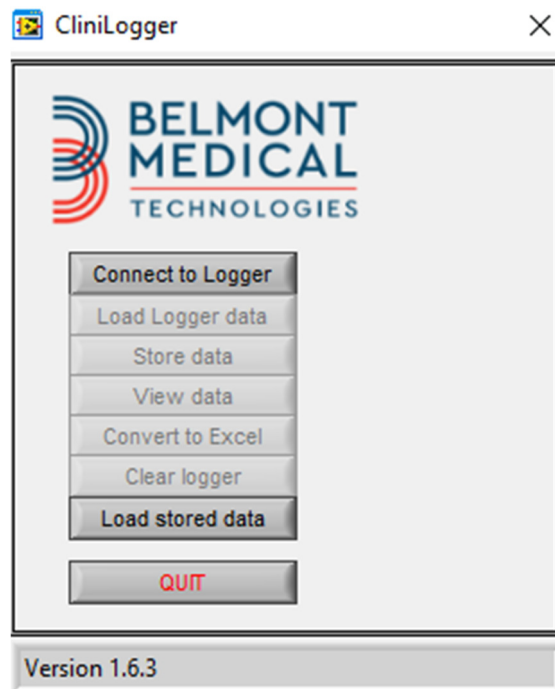 CliniLogger
BELMONT
MEDICAL
TECHNOLOGIES
Connect to Logger
Load Logger data
Store data
View data
Convert to Excel
Clear logger
Load stored data
QUIT
Version 1.6.3